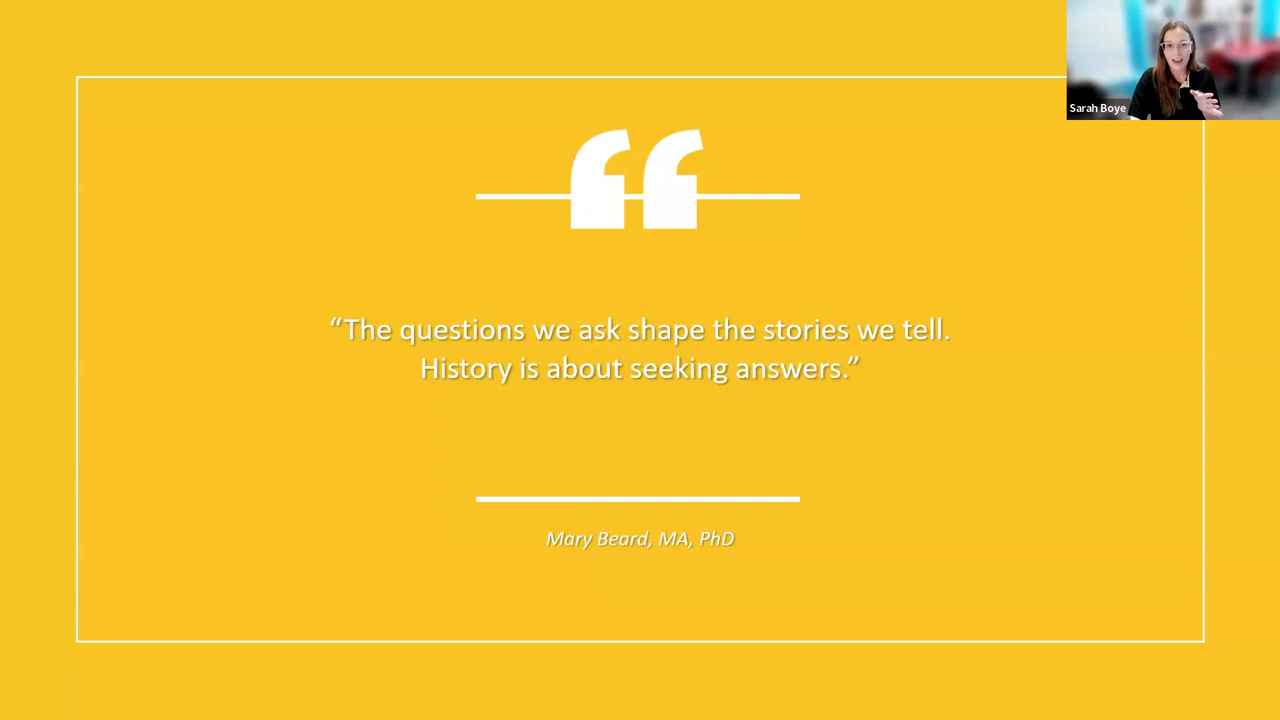 Sarah Boye
“The questions we ask shape the stories we tell.
History is about seeking answers.”
Mary Beard, MA, PhD